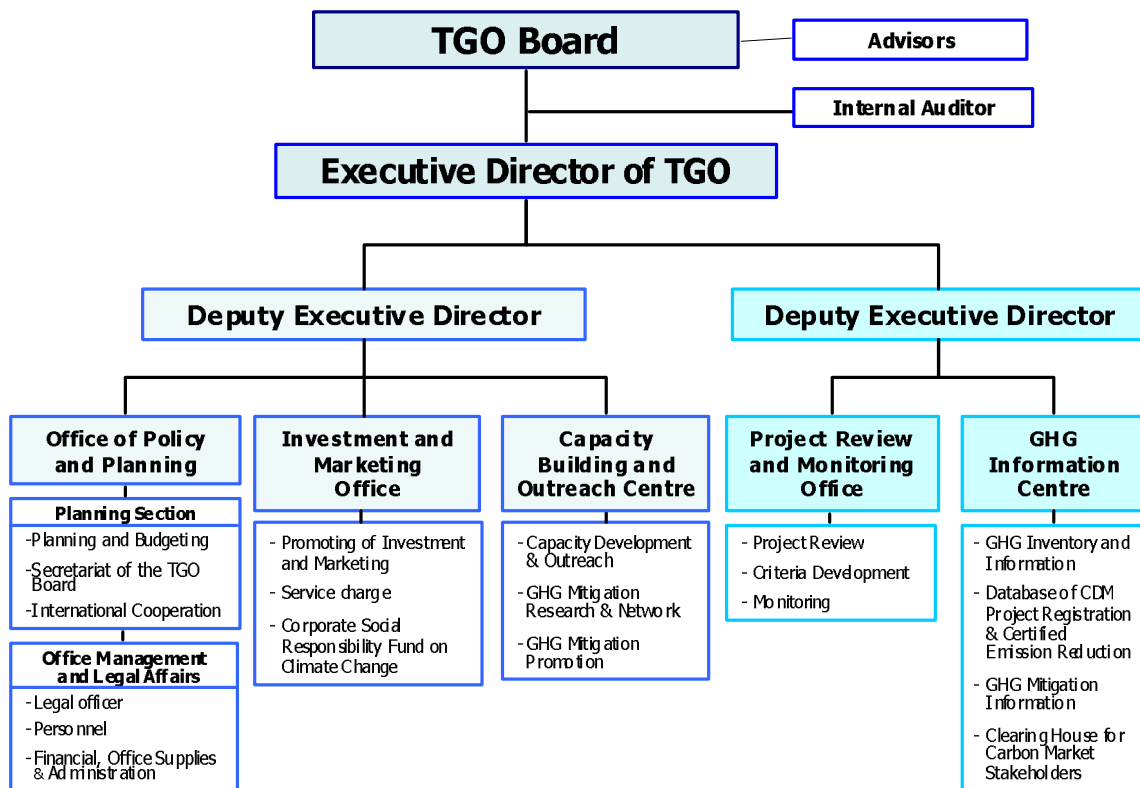 TGO Board
Advisors
Internal Auditor
Executive Director of TGO
Deputy Executive Director
Deputy Executive Director
Office of Policy
and Planning
Planning Section
-Planning and Budgeting
-Secretariat of the TGO
Board
-International Cooperation
Office Management
and Legal Affairs
-Legal officer
-Personnel
-Financial, Office Supplies
& Administration
Investment and
Marketing
Office
- Promoting of Investment
and Marketing
- Service charge
- Corporate Social
Responsibility Fund on
Climate Change
Capacity
Building and
Outreach Centre
- Capacity Development
& Outreach
- GHG Mitigation
Research & Network
- GHG Mitigation
Promotion
Project Review
and Monitoring
Office
- Project Review
- Criteria Development
- Monitoring
GHG
Information
Centre
- GHG Inventory and
Information
- Database of CDM
Project Registration
& Certified
Emission Reduction
- GHG Mitigation
Information
- Clearing House for
Carbon Market
Stakeholders